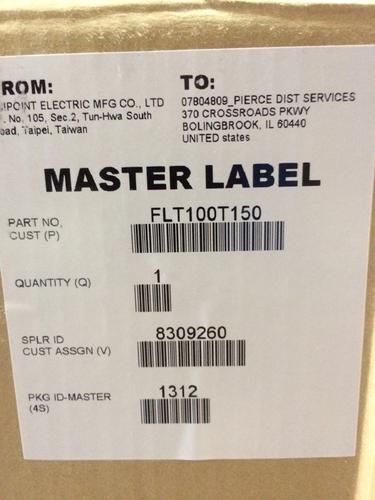 ROM:
IPOINT ELECTRIC MFG CO., LTD
. No. 105, Sec.2, Tun-Hwa South
oad, Taipei, Taiwan
TO:
07804809_PIERCE DIST SERVICES
370 CROSSROADS PKWY
BOLINGBROOK, IL 60440
UNITED states
MASTER LABEL
PART NO,
CUST (P)
FLT100T150
QUANTITY (Q)
1
SPLR ID
CUST ASSGN (V)
8309260
PKG ID-MASTER
(4S)
1312